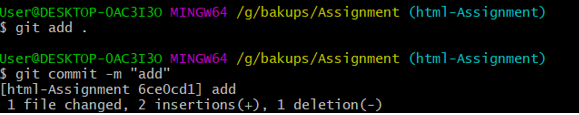 User@DESKTOP-0AC3I3O MINGW64 /g/bakups/Assignment (html-Assignment)
$ git add .
User@DESKTOP-0AC3I3O MINGW64 /g/bakups/Assignment (html-Assignment)
$ git commit -m "add"
[html-Assignment 6ce0cd1] add
1 file changed, 2 insertions(+), 1 deletion(-)